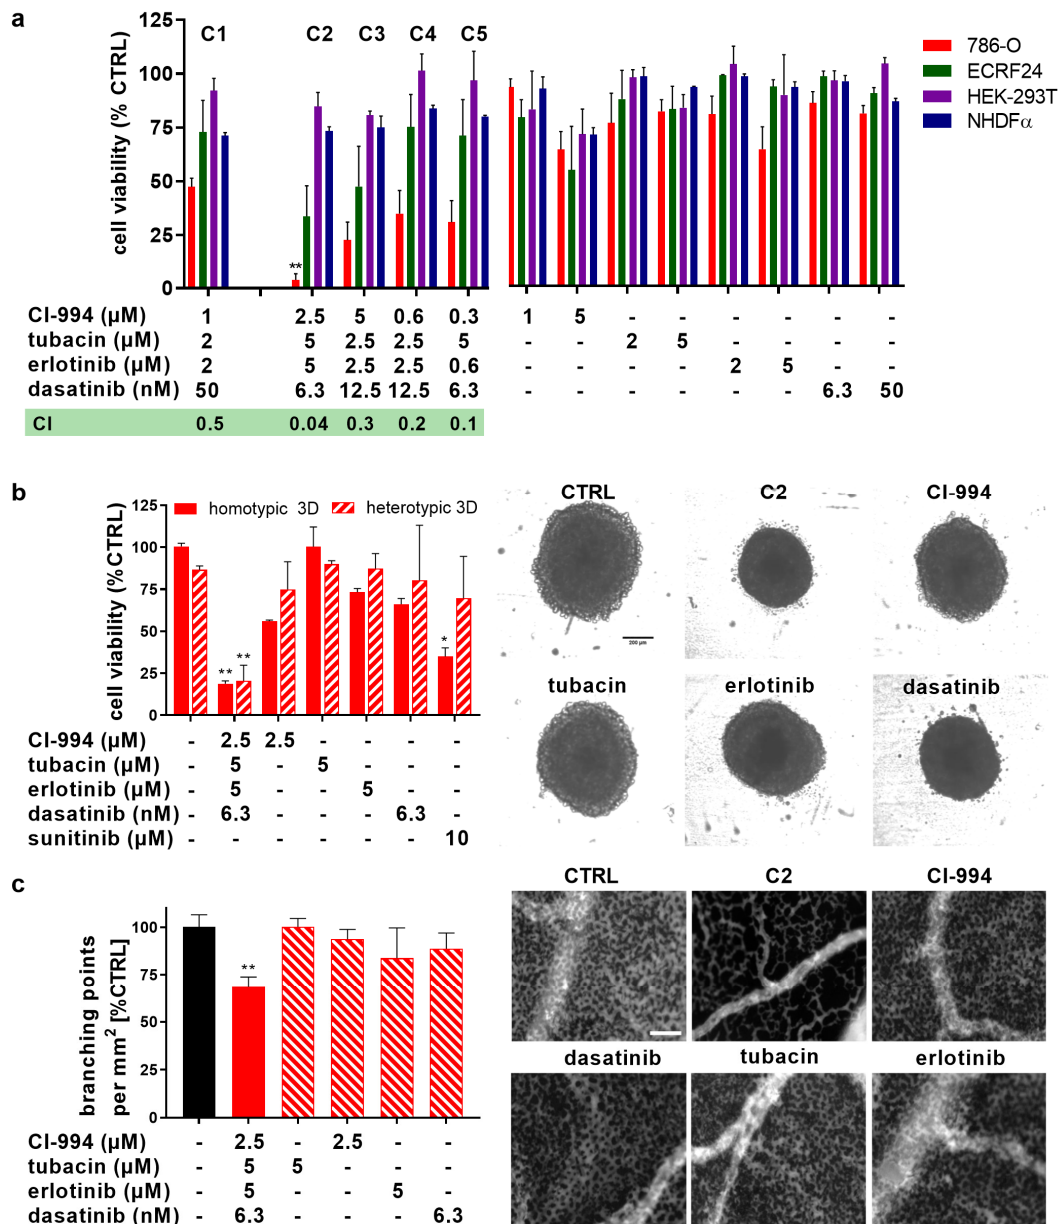 a
cell viability (% CTRL)
125
100
75
50
25
0
C1 C2 C3 C4 C5
**
786-O
ECRF24
HEK-293T
NHDFα
CI-994 (µM) 1 2.5 5 0.6 0.3 1 5 - - - - - -
tubacin (µM) 2 5 2.5 2.5 5 - - 2 5 - - - -
erlotinib (µM) 2 5 2.5 2.5 0.6 - - - - 2 5 - -
dasatinib (nM) 50 6.3 12.5 12.5 6.3 - - - - - - 6.3 50
CI 0.5 0.04 0.3 0.2 0.1
b
cell viability (%CTRL)
125
100
75
50
25
0
homotypic 3D heterotypic 3D
** ** *
CI-994 (µM) - 2.5 2.5 - - - -
tubacin (µM) - 5 - 5 - - -
erlotinib (µM) - 5 - - 5 - -
dasatinib (nM) - 6.3 - - - 6.3 -
sunitinib (µM) - - - - - - 10
CTRL C2 CI-994
200 µm
tubacin erlotinib dasatinib
c
branching points
per mm² [%CTRL]
100
75
50
25
0
**
CI-994 (µM) - 2.5 - 2.5 - -
tubacin (µM) - 5 5 - - -
erlotinib (µM) - 5 - - 5 -
dasatinib (nM) - 6.3 - - - 6.3
CTRL C2 CI-994
dasatinib tubacin erlotinib